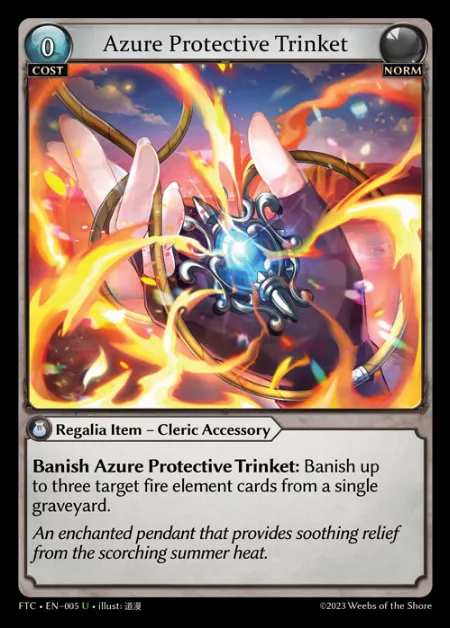 0
Azure Protective Trinket
COST
NORM
Regalia Item – Cleric Accessory
Banish Azure Protective Trinket: Banish up
to three target fire element cards from a single
graveyard.
An enchanted pendant that provides soothing relief
from the scorching summer heat.
FTC • EN–005 U • illust: 道漫
©2023 Weebs of the Shore